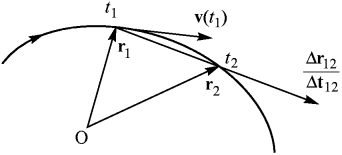 t₁
v(t₁)
r₁
t₂
Δr₁₂
Δt₁₂
r₂
O